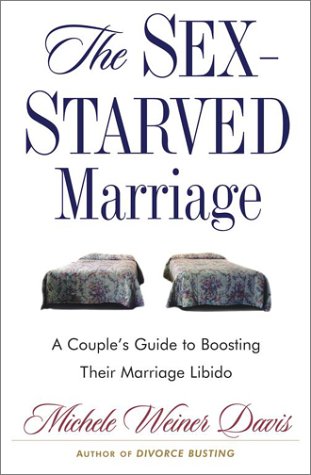 The SEX-
STARVED
Marriage
A Couple's Guide to Boosting
Their Marriage Libido
Michele Weiner Davis
AUTHOR OF DIVORCE BUSTING